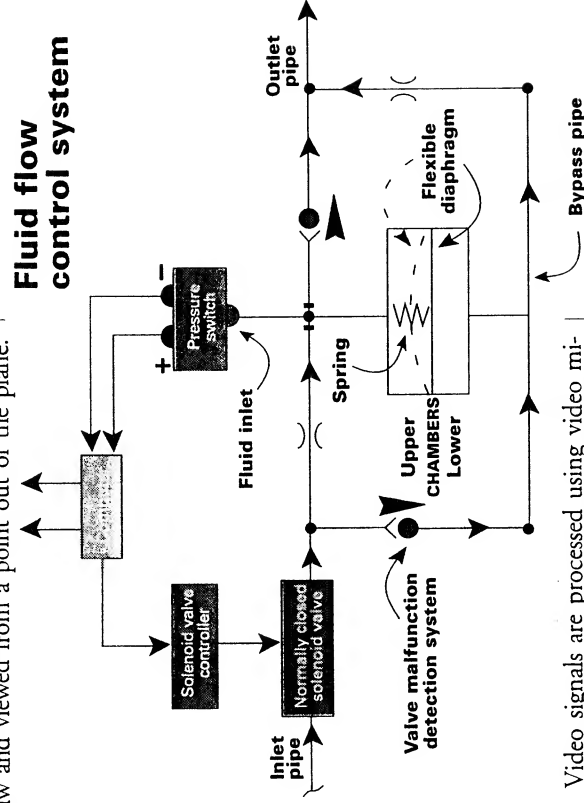 w and viewed from a point out of the plane.
Fluid flow
control system
Solenoid valve
controller
+
−
Pressure
switch
Fluid inlet
Inlet
pipe
Normally closed
solenoid valve
Outlet
pipe
Spring
Upper
CHAMBERS
Lower
Flexible
diaphragm
Valve malfunction
detection system
Bypass pipe
Video signals are processed using video mi-